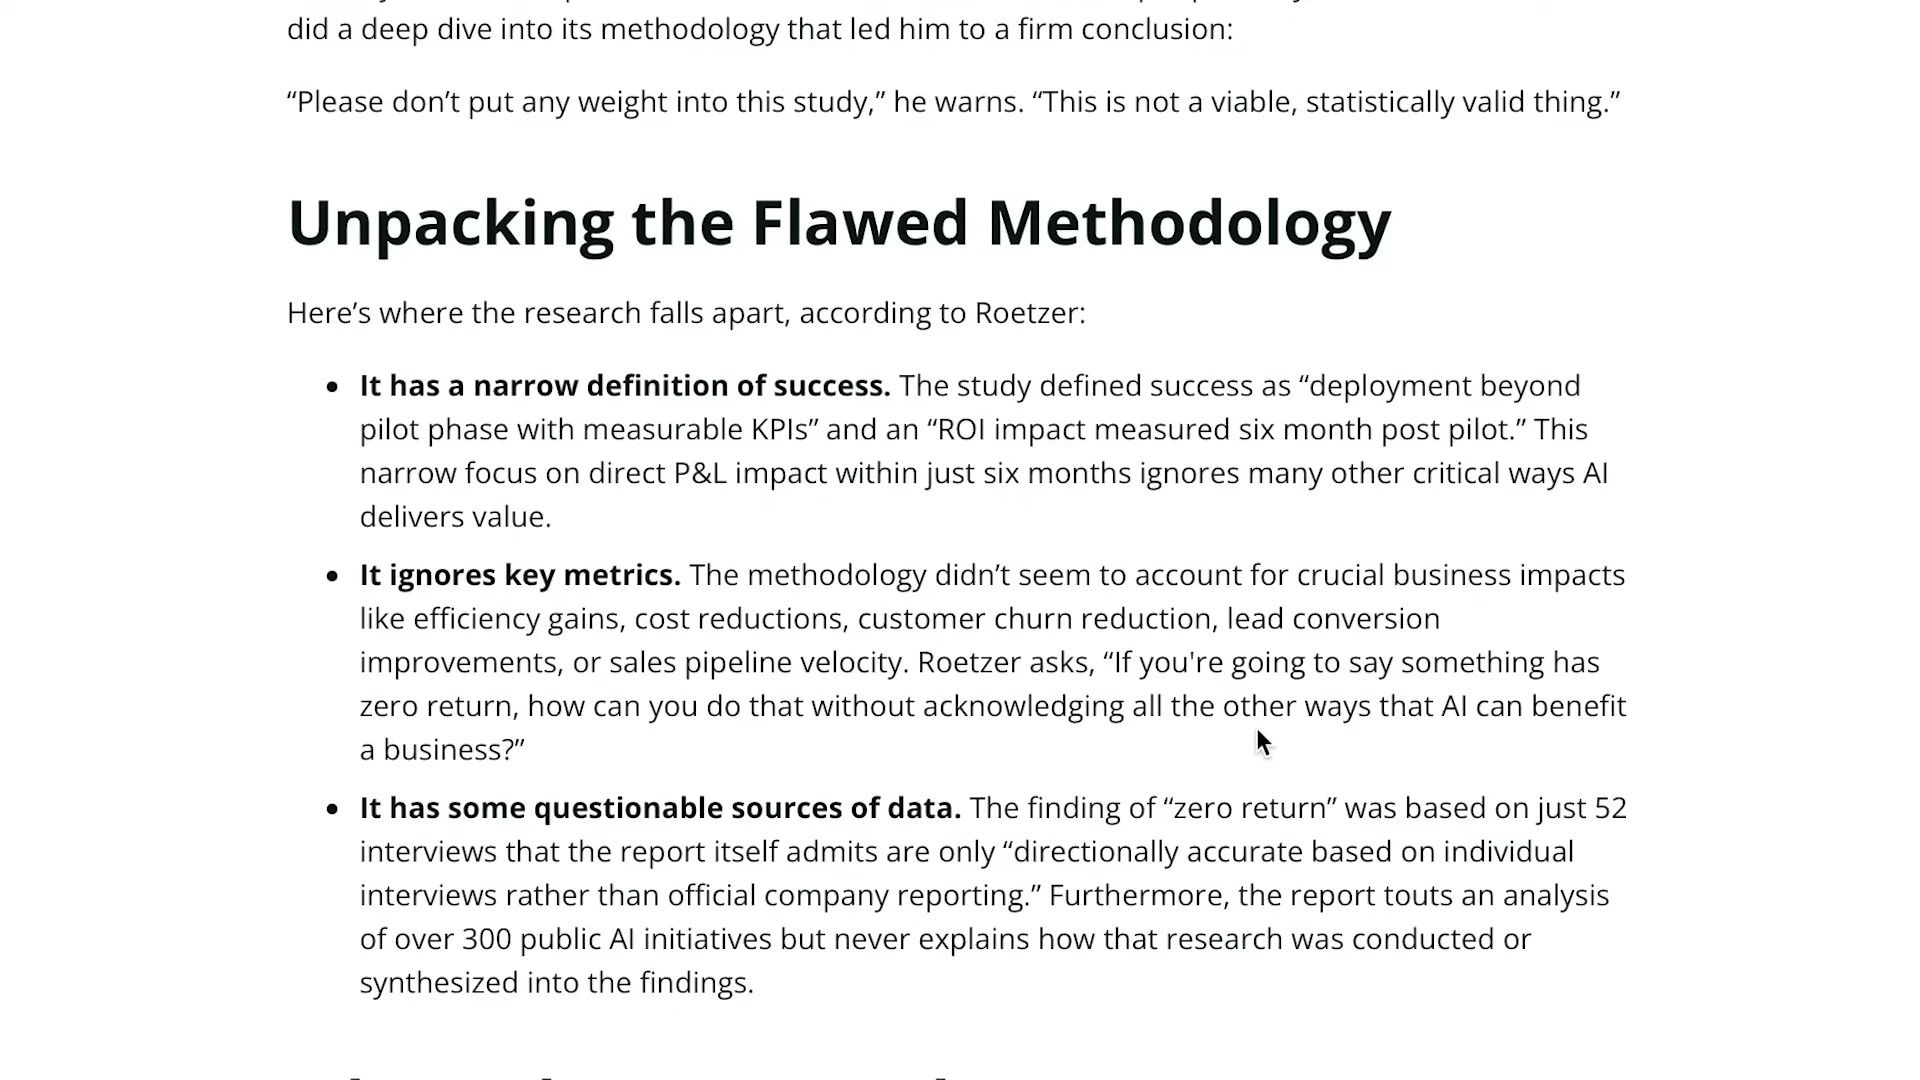 did a deep dive into its methodology that led him to a firm conclusion:
“Please don’t put any weight into this study,” he warns. “This is not a viable, statistically valid thing.”
Unpacking the Flawed Methodology
Here’s where the research falls apart, according to Roetzer:
• It has a narrow definition of success. The study defined success as “deployment beyond
pilot phase with measurable KPIs” and an “ROI impact measured six month post pilot.” This
narrow focus on direct P&L impact within just six months ignores many other critical ways AI
delivers value.
• It ignores key metrics. The methodology didn’t seem to account for crucial business impacts
like efficiency gains, cost reductions, customer churn reduction, lead conversion
improvements, or sales pipeline velocity. Roetzer asks, “If you're going to say something has
zero return, how can you do that without acknowledging all the other ways that AI can benefit
a business?”
• It has some questionable sources of data. The finding of “zero return” was based on just 52
interviews that the report itself admits are only “directionally accurate based on individual
interviews rather than official company reporting.” Furthermore, the report touts an analysis
of over 300 public AI initiatives but never explains how that research was conducted or
synthesized into the findings.